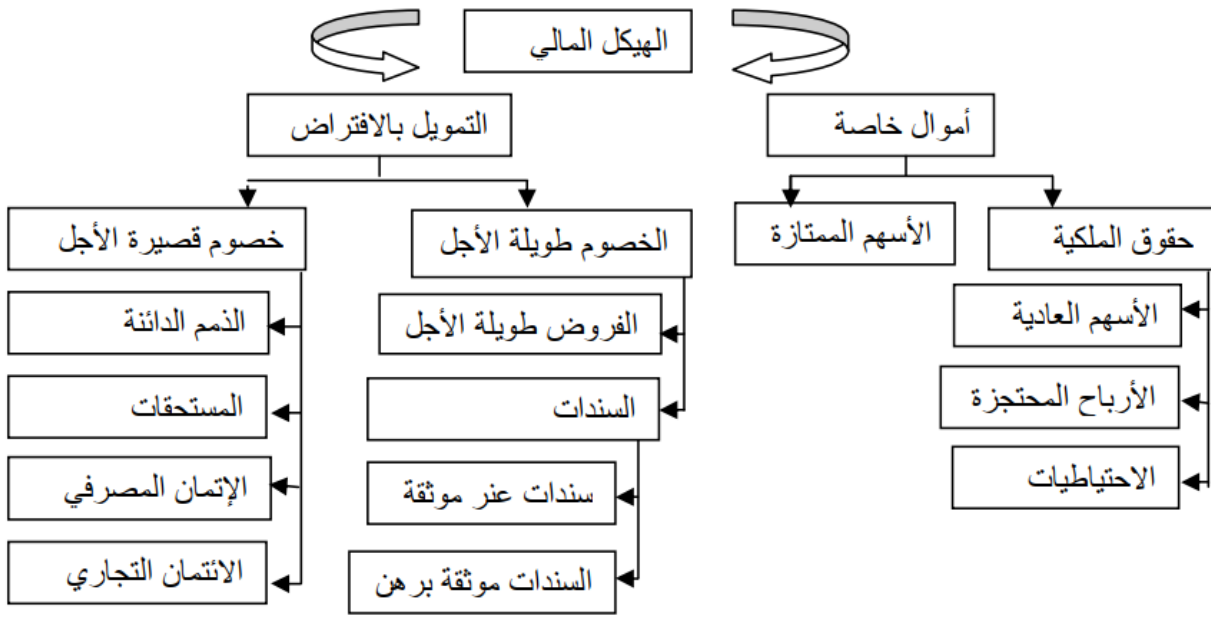 الهيكل المالي
أموال خاصة
التمويل بالافتراض
حقوق الملكية
الأسهم الممتازة
الخصوم طويلة الأجل
خصوم قصيرة الأجل
الأسهم العادية
الأرباح المحتجزة
الاحتياطيات
الفروض طويلة الأجل
السندات
سندات عنر موثقة
السندات موثقة برهن
الذمم الدائنة
المستحقات
الإتمان المصرفي
الائتمان التجاري